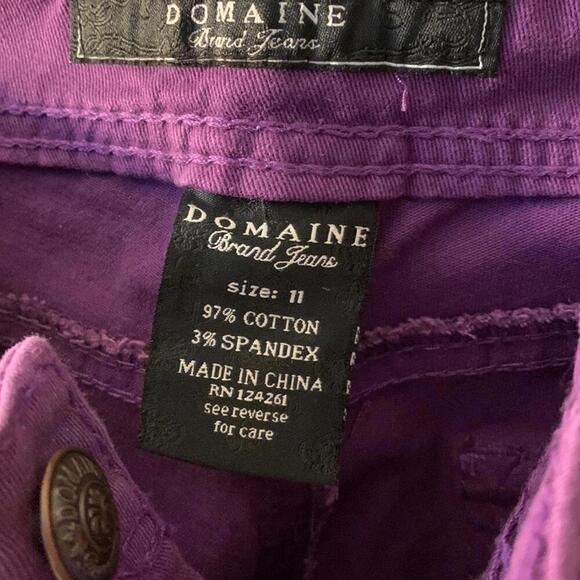 DOMAINE
Brand Jeans
DOMAINE
Brand Jeans
size: 11
97% COTTON
3% SPANDEX
MADE IN CHINA
RN 124261
see reverse
for care
DOMAINE